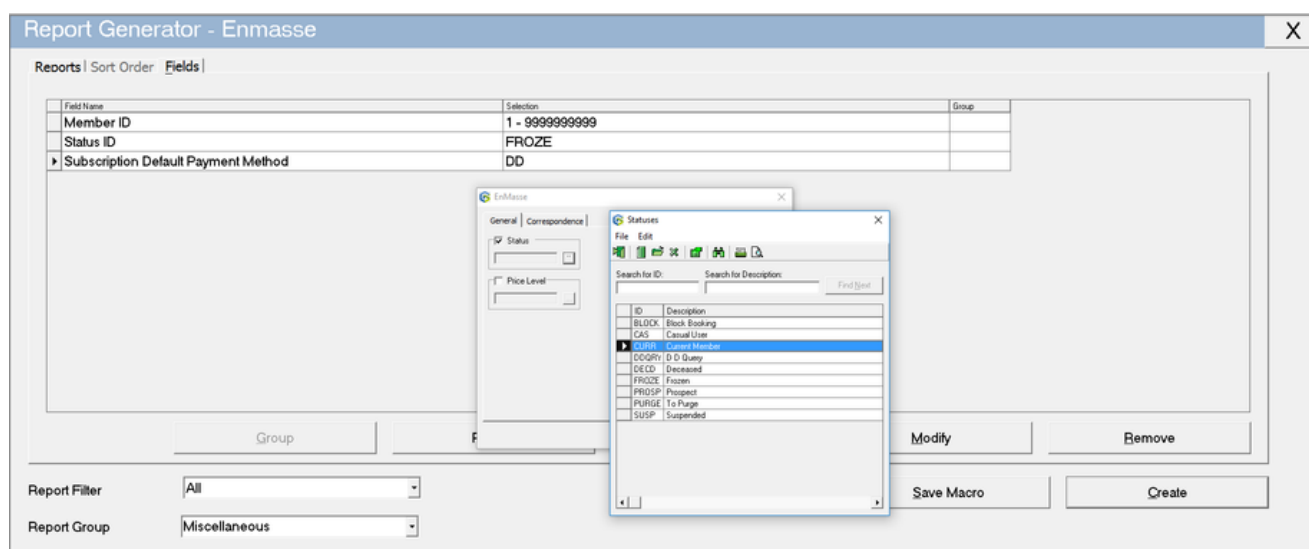 Report Generator - Enmasse X
Reports Sort Order Fields
Field Name Selection Group
Member ID 1 - 9999999999
Status ID FROZE
Subscription Default Payment Method DD
EnMasse
General Correspondence
Status
Price Level
Statuses
File Edit
Search for ID: Search for Description:
Find Next
ID Description
BLOCK Block Booking
CAS Casual User
CURR Current Member
DDQRY D D Query
DECD Deceased
FROZE Frozen
PROSP Prospect
PURGE To Purge
SUSP Suspended
Group Modify Remove
Report Filter All Save Macro Create
Report Group Miscellaneous